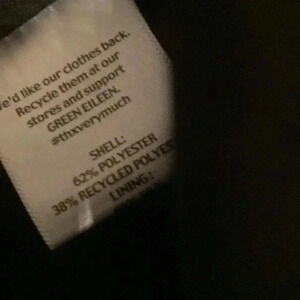 We'd like our clothes back.
Recycle them at our
stores and support
GREEN EILEEN.
#thxverymuch
SHELL:
62% POLYESTER
38% RECYCLED POLYES
LINING: